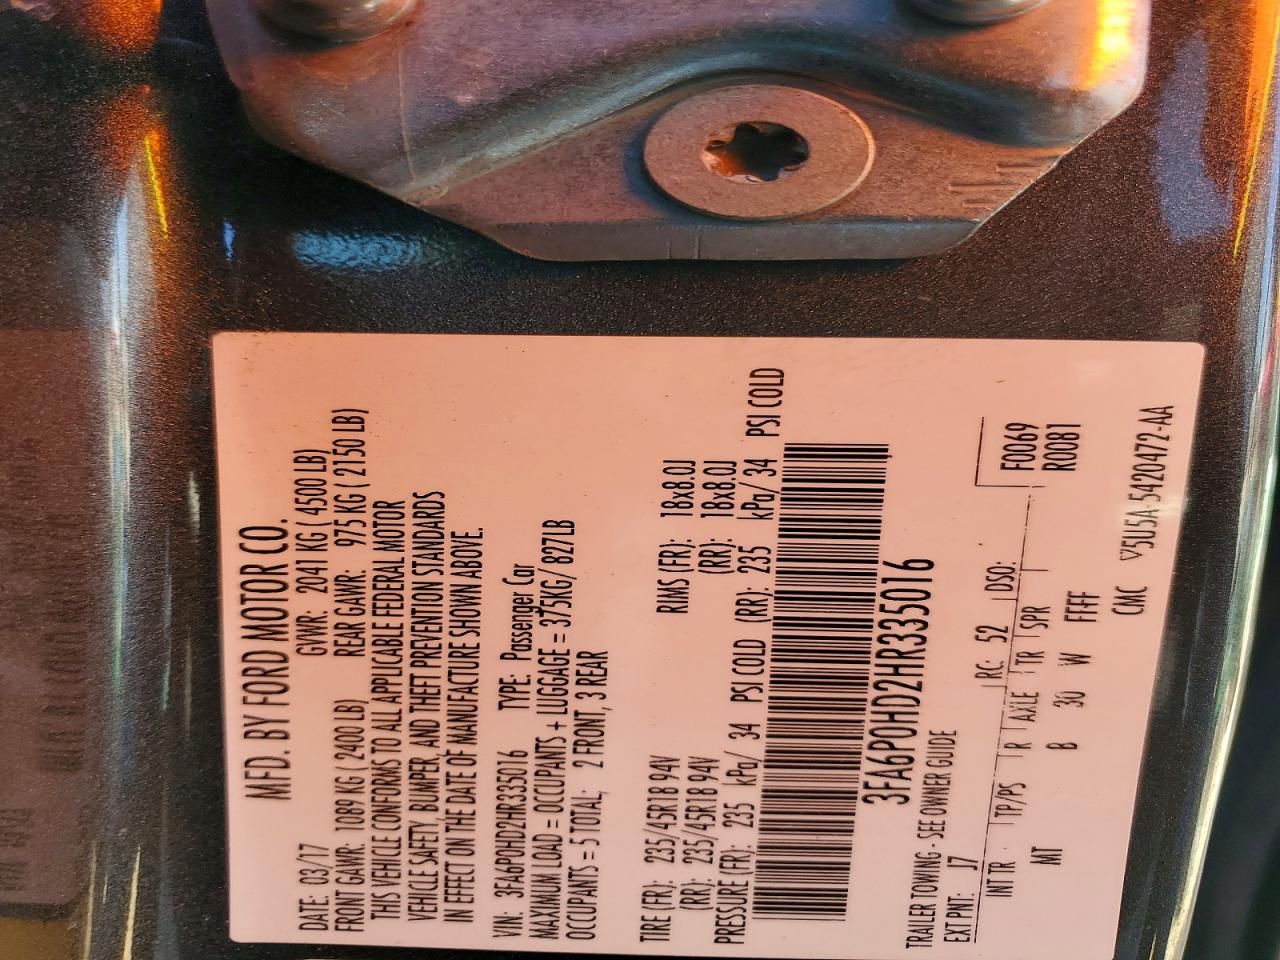 MFD. BY FORD MOTOR CO.
DATE: 03/17 GVWR: 2041 KG ( 4500 LB)
FRONT GAWR: 1089 KG ( 2400 LB) REAR GAWR: 975 KG ( 2150 LB)
THIS VEHICLE CONFORMS TO ALL APPLICABLE FEDERAL MOTOR
VEHICLE SAFETY, BUMPER, AND THEFT PREVENTION STANDARDS
IN EFFECT ON THE DATE OF MANUFACTURE SHOWN ABOVE.
VIN: 3FA6P0HD2HR335016 TYPE: Passenger Car
MAXIMUM LOAD = OCCUPANTS + LUGGAGE = 375KG/ 827LB
OCCUPANTS = 5 TOTAL; 2 FRONT, 3 REAR
TIRE (FR): 235/45R18 94V RIMS (FR): 18x8.0J
(RR): 235/45R18 94V (RR): 18x8.0J
PRESSURE (FR): 235 kPa/ 34 PSI COLD (RR): 235 kPa/ 34 PSI COLD
3FA6P0HD2HR335016
TRAILER TOWING - SEE OWNER GUIDE
EXT PNT: J7 RC: 52 DSO: F0069
R0081
INT TR TP/PS R AXLE TR SPR
MT B 30 W FFFF
CMC V5U5A-5420472-AA